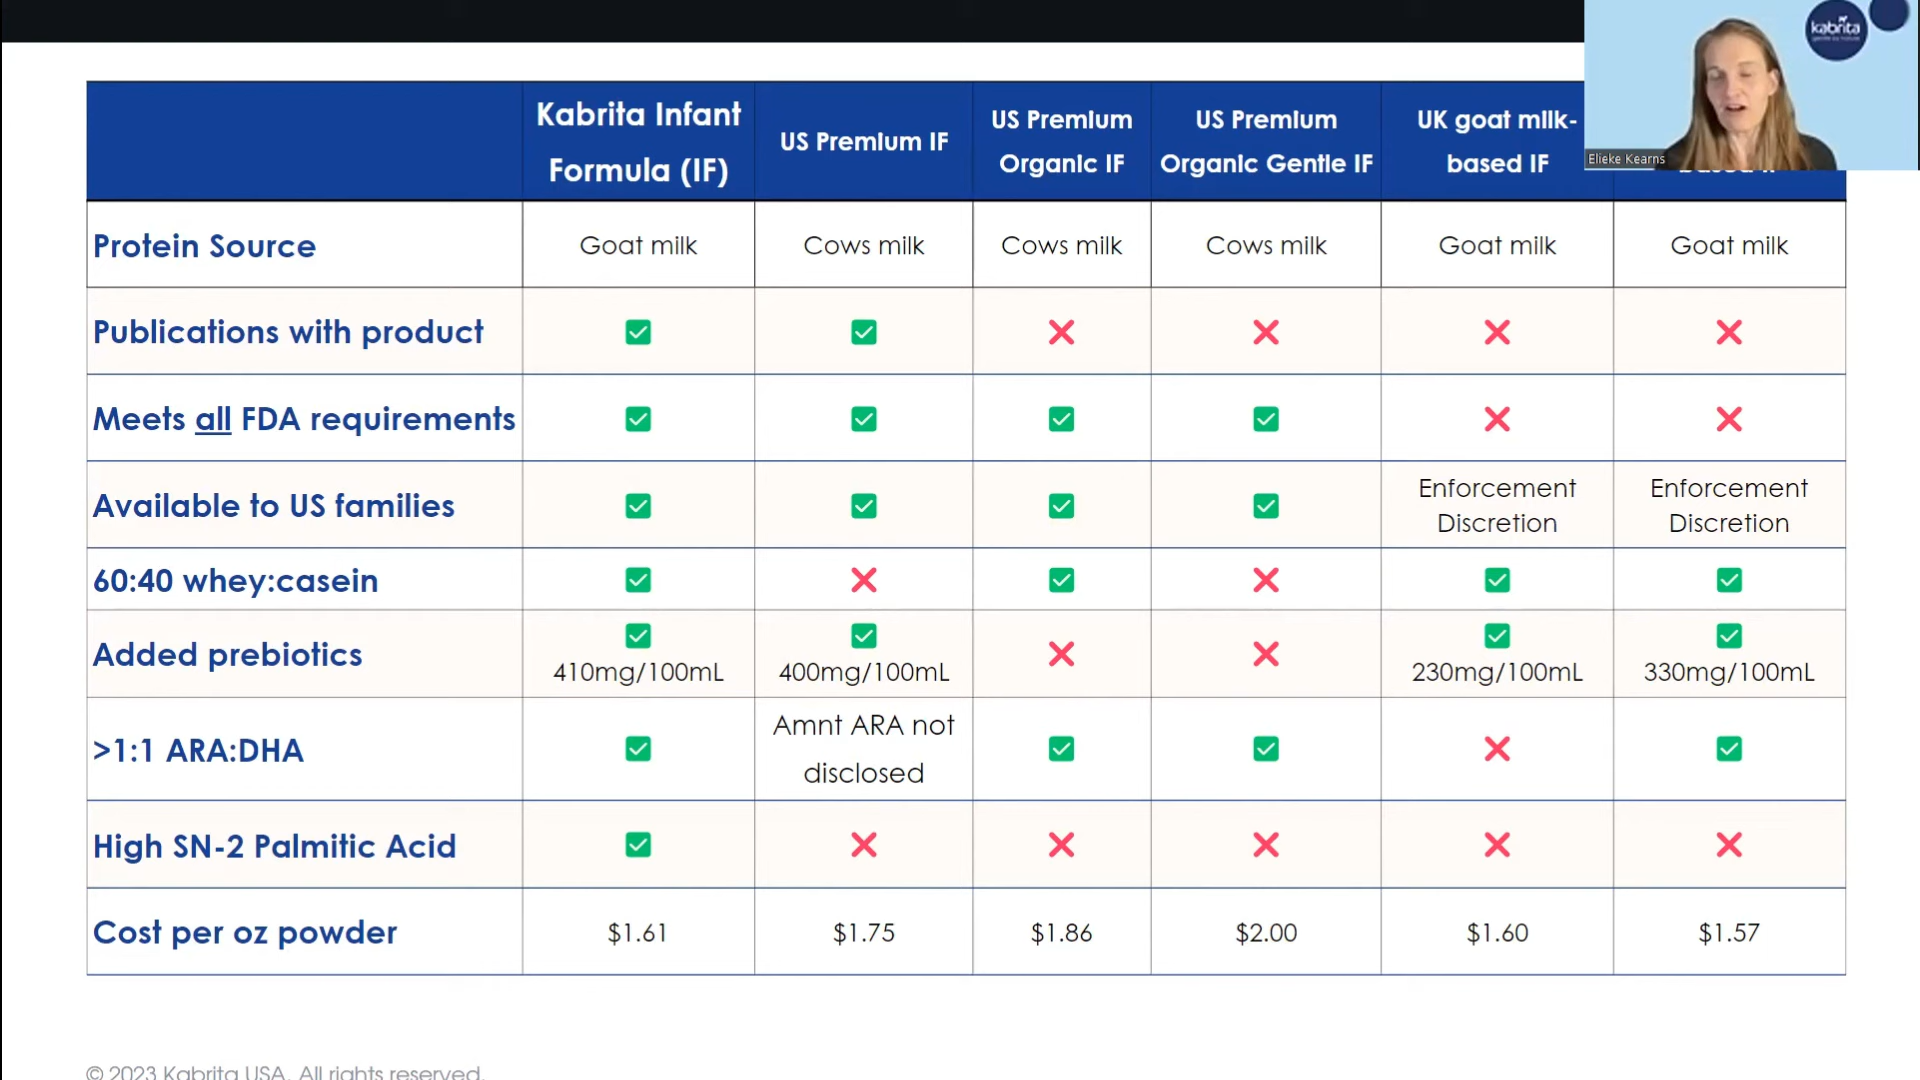 kabrita
Elieke Kearns
Kabrita Infant
Formula (IF)
US Premium IF
US Premium
Organic IF
US Premium
Organic Gentle IF
UK goat milk-
based IF
based IF
Protein Source
Goat milk
Cows milk
Cows milk
Cows milk
Goat milk
Goat milk
Publications with product
Meets all FDA requirements
Available to US families
Enforcement
Discretion
Enforcement
Discretion
60:40 whey:casein
Added prebiotics
410mg/100mL
400mg/100mL
230mg/100mL
330mg/100mL
>1:1 ARA:DHA
Amnt ARA not
disclosed
High SN-2 Palmitic Acid
Cost per oz powder
$1.61
$1.75
$1.86
$2.00
$1.60
$1.57
© 2023 Kabrita USA. All rights reserved.